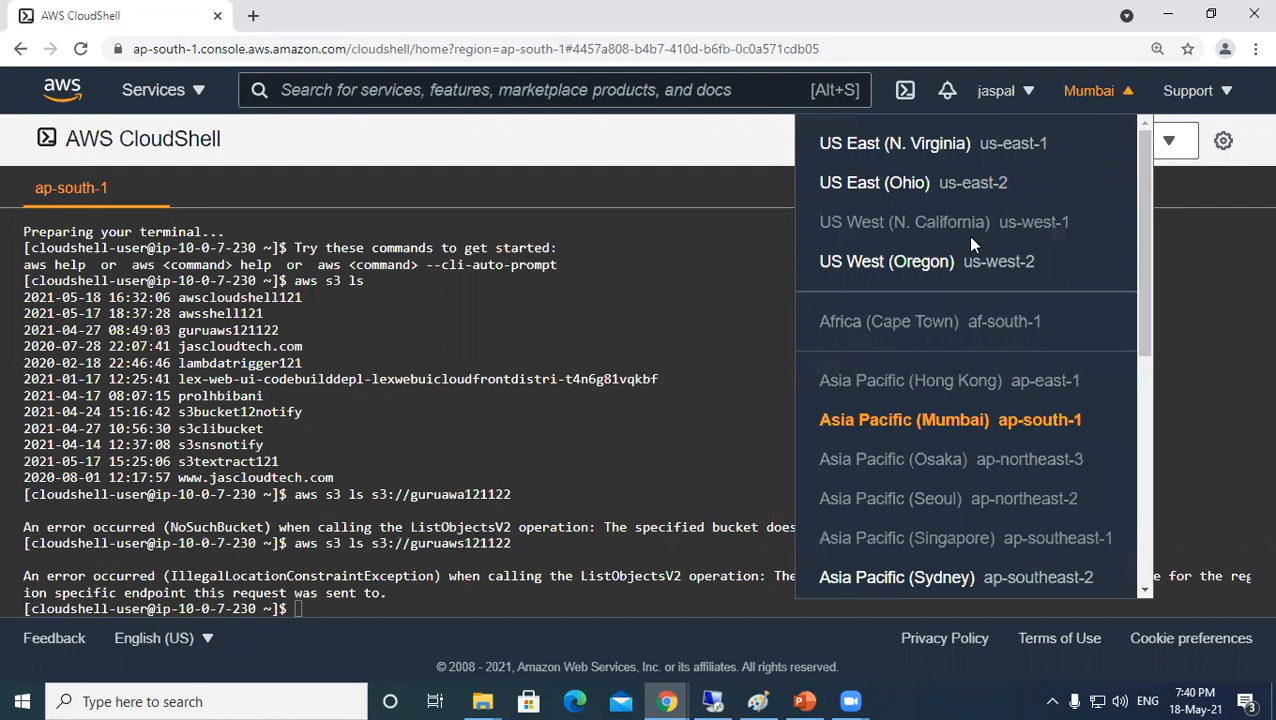 AWS CloudShell
ap-south-1.console.aws.amazon.com/cloudshell/home?region=ap-south-1#4457a808-b4b7-410d-b6fb-0c0a571cdb05
aws
Services
Search for services, features, marketplace products, and docs
[Alt+S]
jaspal
Mumbai
Support
AWS CloudShell
ap-south-1
Preparing your terminal...
[cloudshell-user@ip-10-0-7-230 ~]$ Try these commands to get started:
aws help or aws <command> help or aws <command> --cli-auto-prompt
[cloudshell-user@ip-10-0-7-230 ~]$ aws s3 ls
2021-05-18 16:32:06 awscloudshell121
2021-05-17 18:37:28 awsshell121
2021-04-27 08:49:03 guruaws121122
2020-07-28 22:07:41 jascloudtech.com
2020-02-18 22:46:46 lambdatrigger121
2021-01-17 12:25:41 lex-web-ui-codebuilddepl-lexwebuicloudfrontdistri-t4n6g81vqkbf
2021-04-17 08:07:15 prolhbibani
2021-04-24 15:16:42 s3bucket12notify
2021-04-27 10:56:30 s3clibucket
2021-04-14 12:37:08 s3snsnotify
2021-05-17 15:25:06 s3textract121
2020-08-01 12:17:57 www.jascloudtech.com
[cloudshell-user@ip-10-0-7-230 ~]$ aws s3 ls s3://guruawa121122
An error occurred (NoSuchBucket) when calling the ListObjectsV2 operation: The specified bucket does
[cloudshell-user@ip-10-0-7-230 ~]$ aws s3 ls s3://guruaws121122
An error occurred (IllegalLocationConstraintException) when calling the ListObjectsV2 operation: The
e for the reg
ion specific endpoint this request was sent to.
[cloudshell-user@ip-10-0-7-230 ~]$
US East (N. Virginia) us-east-1
US East (Ohio) us-east-2
US West (N. California) us-west-1
US West (Oregon) us-west-2
Africa (Cape Town) af-south-1
Asia Pacific (Hong Kong) ap-east-1
Asia Pacific (Mumbai) ap-south-1
Asia Pacific (Osaka) ap-northeast-3
Asia Pacific (Seoul) ap-northeast-2
Asia Pacific (Singapore) ap-southeast-1
Asia Pacific (Sydney) ap-southeast-2
Feedback
English (US)
Privacy Policy
Terms of Use
Cookie preferences
© 2008 - 2021, Amazon Web Services, Inc. or its affiliates. All rights reserved.
Type here to search
ENG
7:40 PM
18-May-21
3